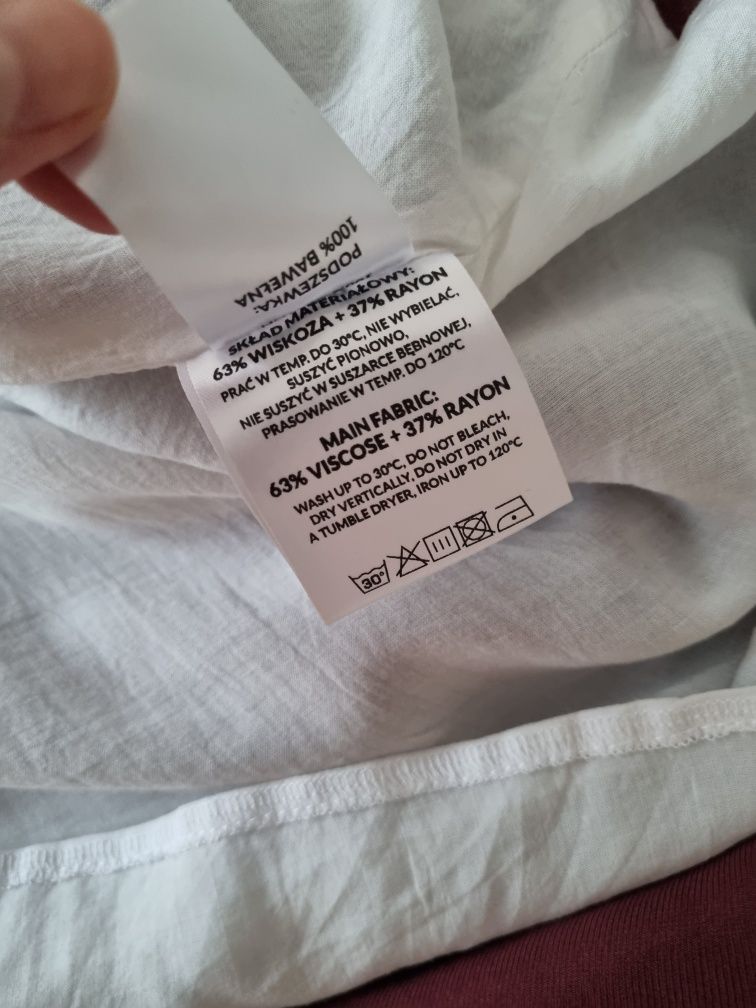 PODSZEWKA:
100% BAWEŁNA
SKŁAD MATERIAŁOWY:
63% WISKOZA + 37% RAYON
PRAĆ W TEMP. DO 30°C, NIE WYBIELAĆ,
SUSZYĆ PIONOWO,
NIE SUSZYĆ W SUSZARCE BĘBNOWEJ,
PRASOWANIE W TEMP. DO 120°C
MAIN FABRIC:
63% VISCOSE + 37% RAYON
WASH UP TO 30°C, DO NOT BLEACH,
DRY VERTICALLY, DO NOT DRY IN
A TUMBLE DRYER, IRON UP TO 120°C
30°